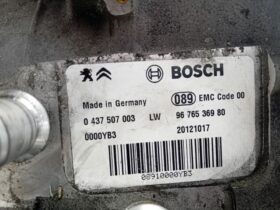 BOSCH
Made in Germany 089 EMC Code 00
0 437 507 003 LW 96 765 369 80
0000YB3 20121017
08910000YB3